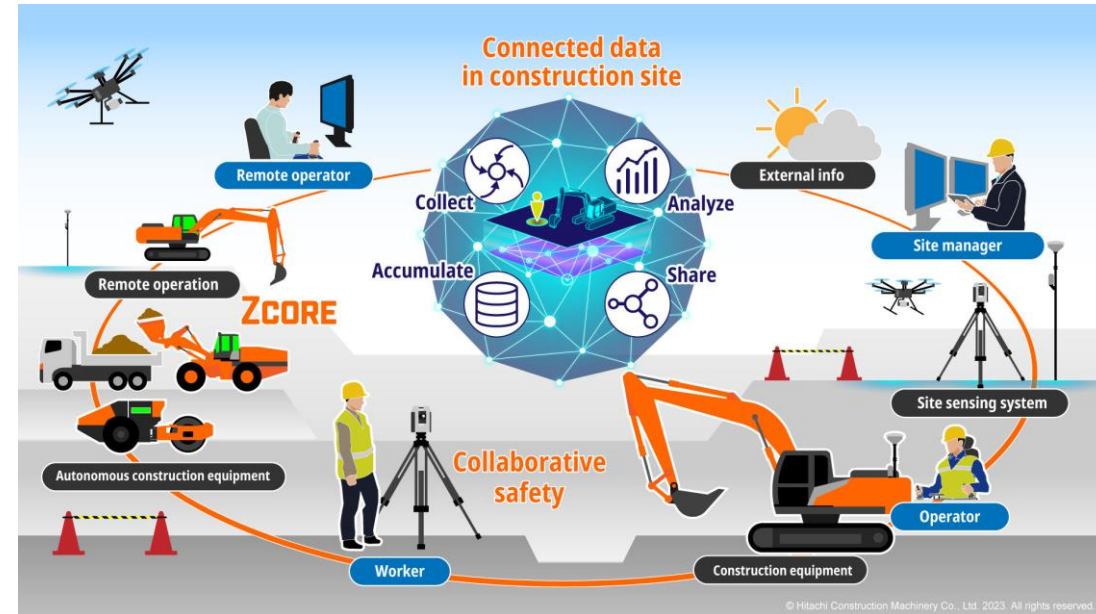 Connected data
in construction site
Remote operator
External info
Collect
Analyze
Site manager
Accumulate
Share
Remote operation
ZCORE
Site sensing system
Autonomous construction equipment
Collaborative
safety
Operator
Worker
Construction equipment
© Hitachi Construction Machinery Co., Ltd. 2023. All rights reserved.